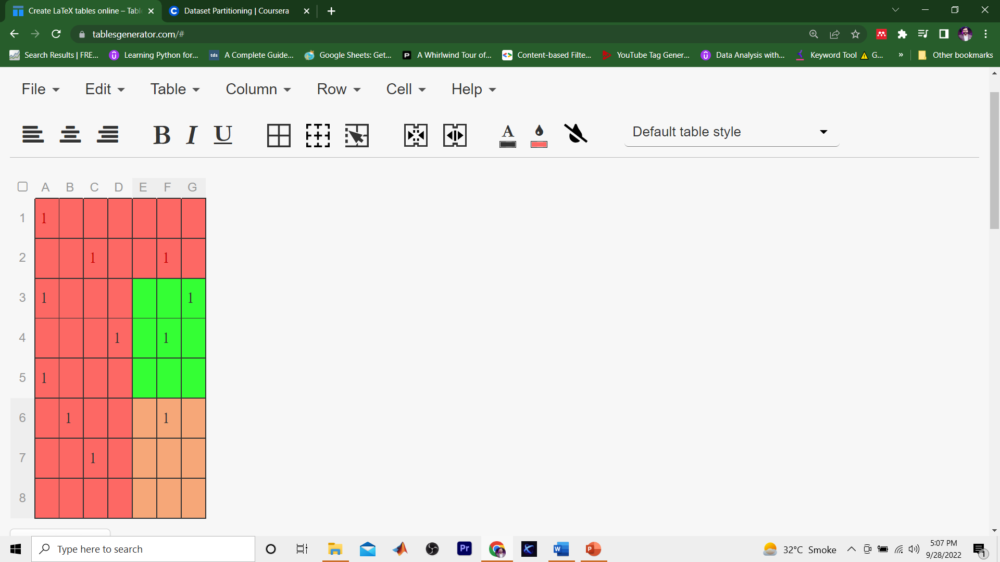 Create LaTeX tables online – Tabl
Dataset Partitioning | Coursera
tablesgenerator.com/#
Search Results | FRE...
Learning Python for...
tds
A Complete Guide...
Google Sheets: Get...
A Whirlwind Tour of...
Content-based Filte...
YouTube Tag Gener...
Data Analysis with...
Keyword Tool ⚠ G...
»
Other bookmarks
File Edit Table Column Row Cell Help
B I U A
Default table style
A B C D E F G
1 1
2 1 1
3 1 1
4 1 1
5 1
6 1 1
7 1
8
Type here to search
Pr
W
P
32°C Smoke
5:07 PM
9/28/2022
1